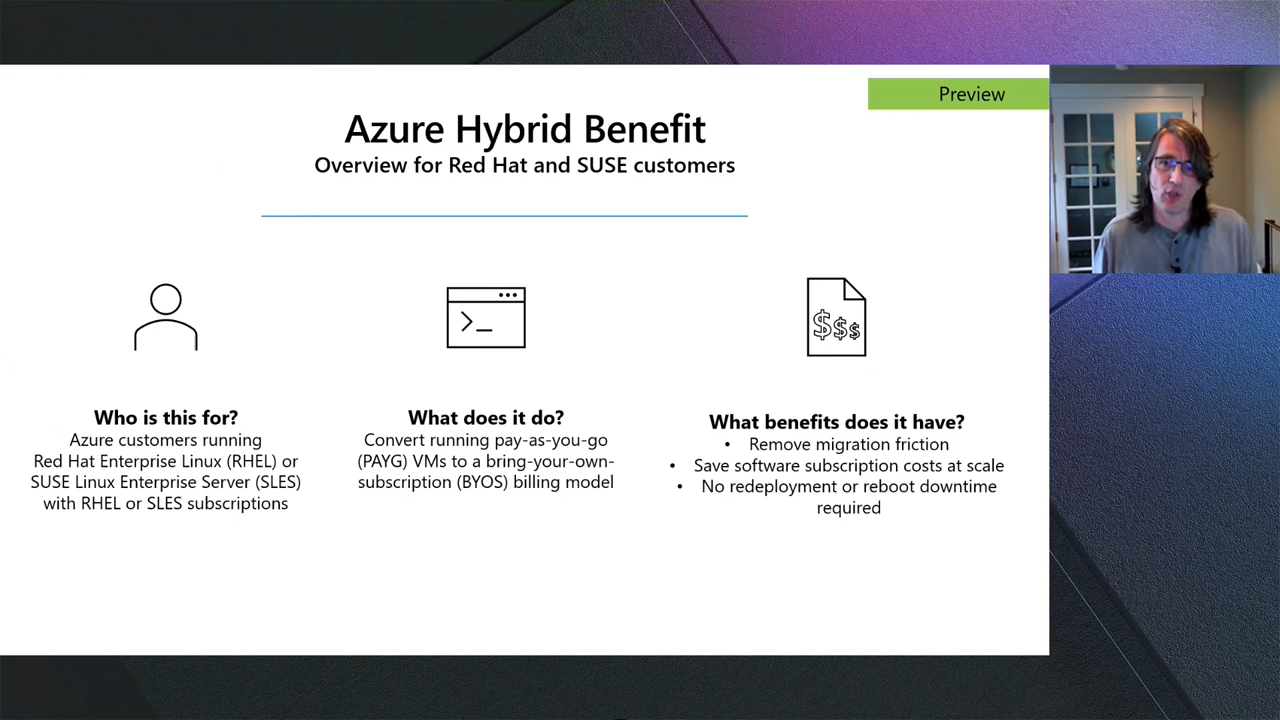 Preview
Azure Hybrid Benefit
Overview for Red Hat and SUSE customers
>_
$$$
Who is this for?
Azure customers running
Red Hat Enterprise Linux (RHEL) or
SUSE Linux Enterprise Server (SLES)
with RHEL or SLES subscriptions
What does it do?
Convert running pay-as-you-go
(PAYG) VMs to a bring-your-own-
subscription (BYOS) billing model
What benefits does it have?
• Remove migration friction
• Save software subscription costs at scale
• No redeployment or reboot downtime
required